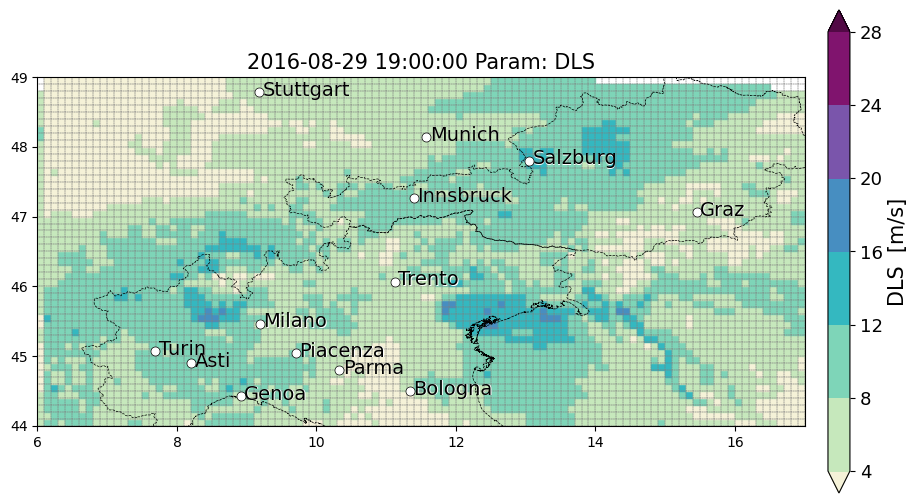 2016-08-29 19:00:00 Param: DLS
49
48
47
46
45
44
6
8
10
12
14
16
Stuttgart
Munich
Salzburg
Innsbruck
Graz
Trento
Milano
Turin
Asti
Piacenza
Parma
Genoa
Bologna
28
24
20
16
12
8
4
DLS [m/s]